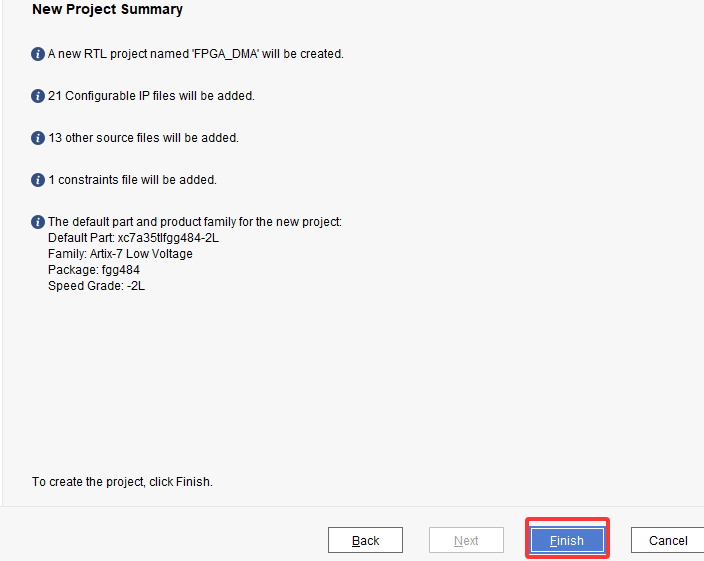 New Project Summary
A new RTL project named 'FPGA_DMA' will be created.
21 Configurable IP files will be added.
13 other source files will be added.
1 constraints file will be added.
The default part and product family for the new project:
Default Part: xc7a35tlfgg484-2L
Family: Artix-7 Low Voltage
Package: fgg484
Speed Grade: -2L
To create the project, click Finish.
Back
Next
Finish
Cancel